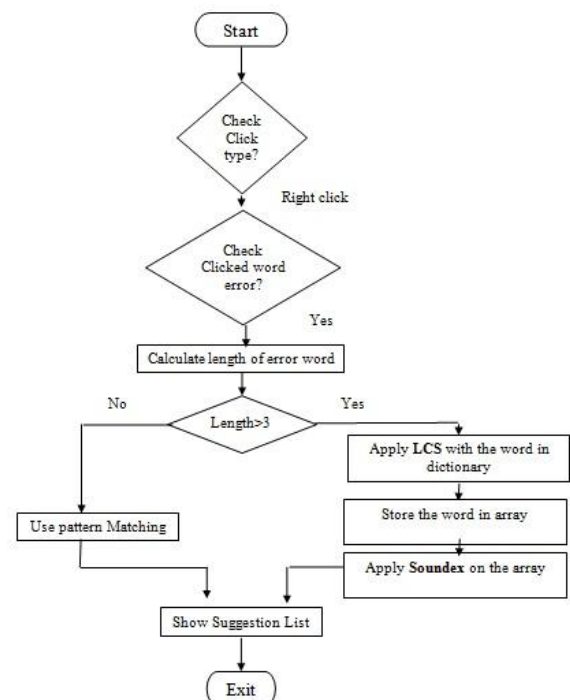 Start
Check
Click
type?
Right click
Check
Clicked word
error?
Yes
Calculate length of error word
No
Length>3
Yes
Apply LCS with the word in
dictionary
Store the word in array
Use pattern Matching
Apply Soundex on the array
Show Suggestion List
Exit